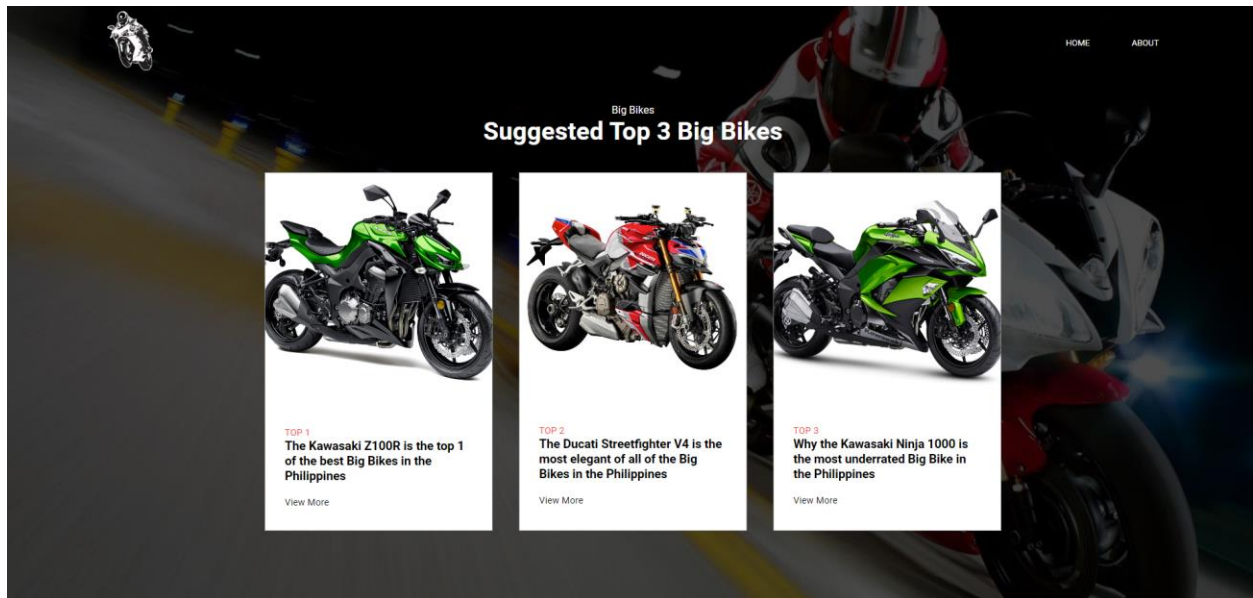 HOME
ABOUT
Big Bikes
Suggested Top 3 Big Bikes
TOP 1
The Kawasaki Z100R is the top 1
of the best Big Bikes in the
Philippines
View More
TOP 2
The Ducati Streetfighter V4 is the
most elegant of all of the Big
Bikes in the Philippines
View More
TOP 3
Why the Kawasaki Ninja 1000 is
the most underrated Big Bike in
the Philippines
View More